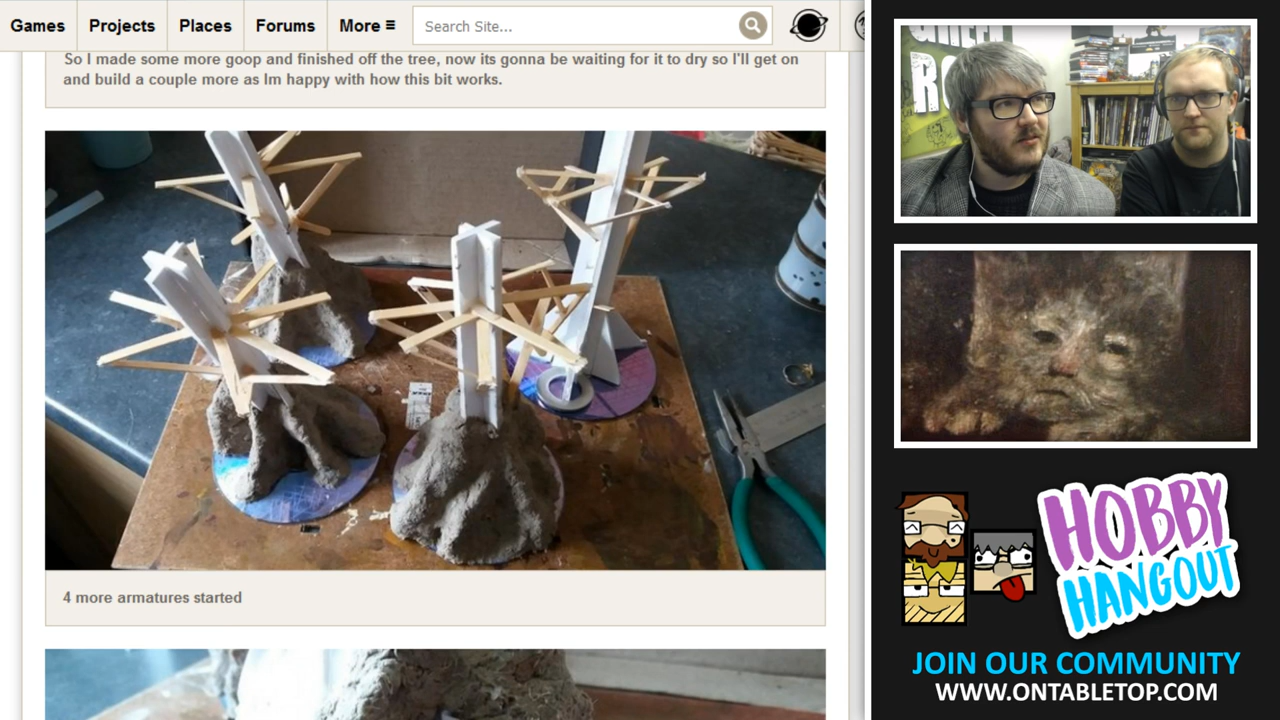 Games Projects Places Forums More ≡ Search Site...
So I made some more goop and finished off the tree, now its gonna be waiting for it to dry so I'll get on
and build a couple more as Im happy with how this bit works.
4 more armatures started
HOBBY
HANGOUT
JOIN OUR COMMUNITY
WWW.ONTABLETOP.COM